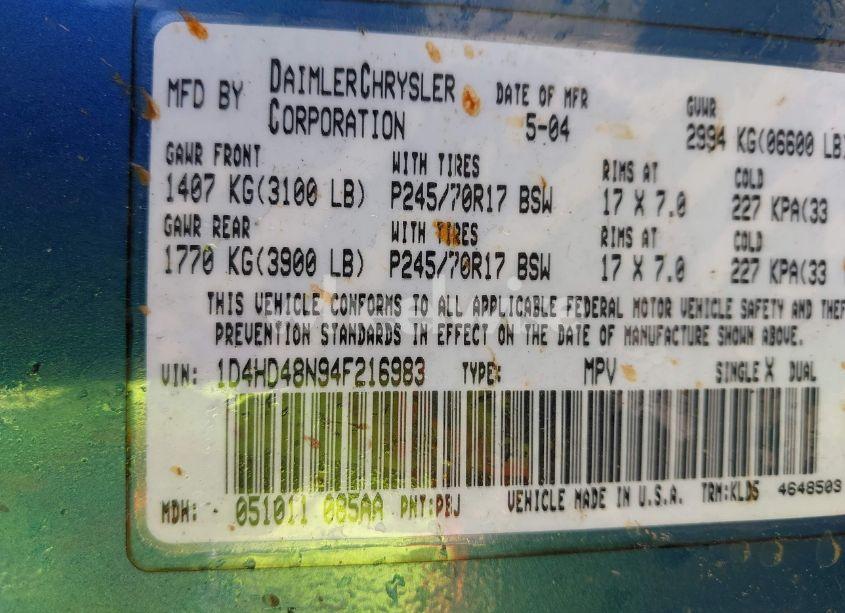 MFD BY DAIMLERCHRYSLER CORPORATION DATE OF MFR 5-04 GVWR 2994 KG(06600 LB)
GAWR FRONT WITH TIRES RIMS AT COLD
1407 KG(3100 LB) P245/70R17 BSW 17 X 7.0 227 KPA(33
GAWR REAR WITH TIRES RIMS AT COLD
1770 KG(3900 LB) P245/70R17 BSW 17 X 7.0 227 KPA(33
THIS VEHICLE CONFORMS TO ALL APPLICABLE FEDERAL MOTOR VEHICLE SAFETY AND THEF
PREVENTION STANDARDS IN EFFECT ON THE DATE OF MANUFACTURE SHOWN ABOVE.
VIN: 1D4HD48N94F216983 TYPE: MPV SINGLE X DUAL
MDH: - 051011 085AA PNT:PBJ VEHICLE MADE IN U.S.A. TRM:KLD5 4648503